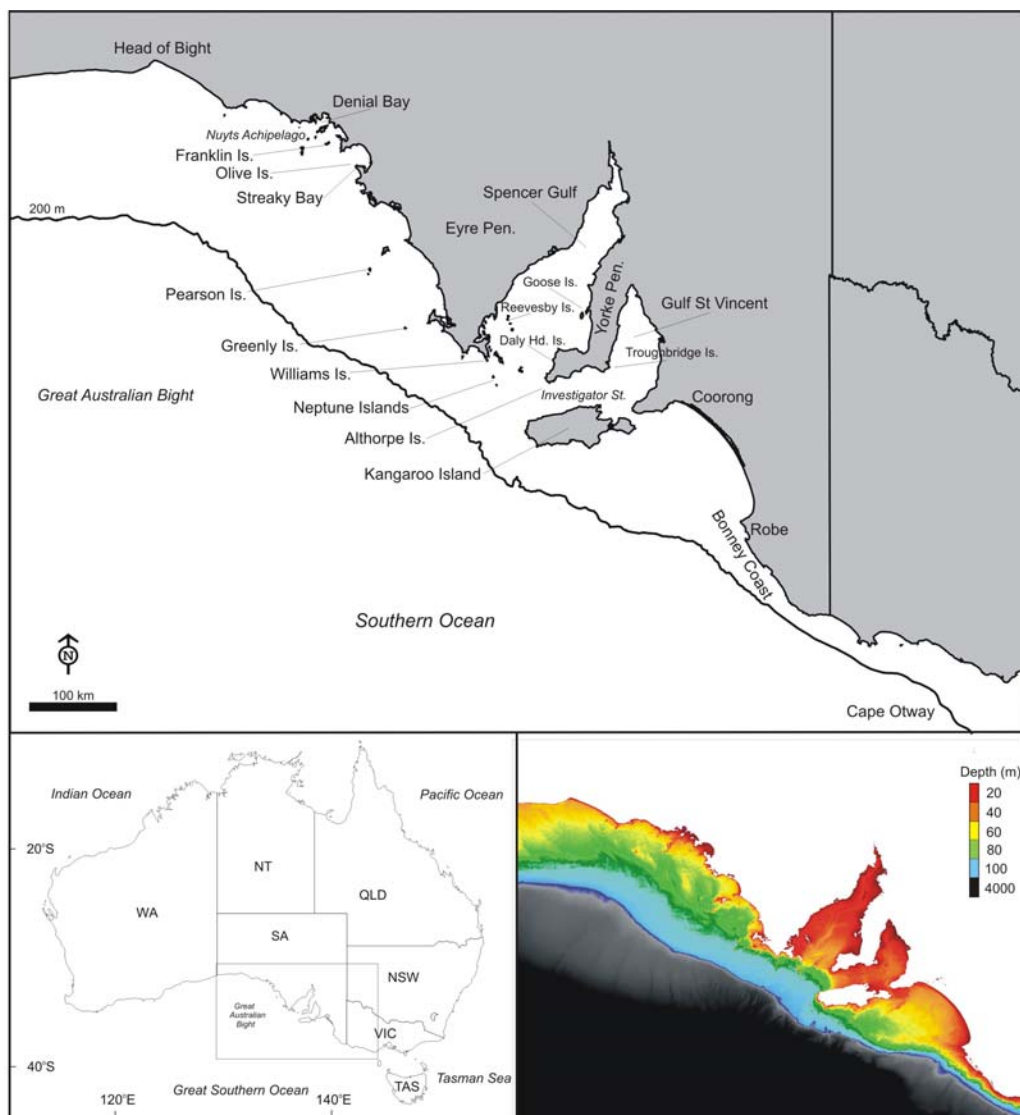 Head of Bight
Denial Bay
Nuyts Achipelago
Franklin Is.
Olive Is.
Streaky Bay
Spencer Gulf
200 m
Eyre Pen.
Goose Is.
Pearson Is.
Yorke Pen.
Reevesby Is.
Gulf St Vincent
Greenly Is.
Daly Hd. Is.
Troughbridge Is.
Williams Is.
Great Australian Bight
Investigator St.
Coorong
Neptune Islands
Althorpe Is.
Kangaroo Island
Robe
Bonney Coast
Southern Ocean
N
100 km
Cape Otway
Indian Ocean
Pacific Ocean
20°S
NT
QLD
WA
SA
NSW
Great
Australian
Bight
VIC
40°S
Tasman Sea
TAS
Great Southern Ocean
120°E
140°E
Depth (m)
20
40
60
80
100
4000